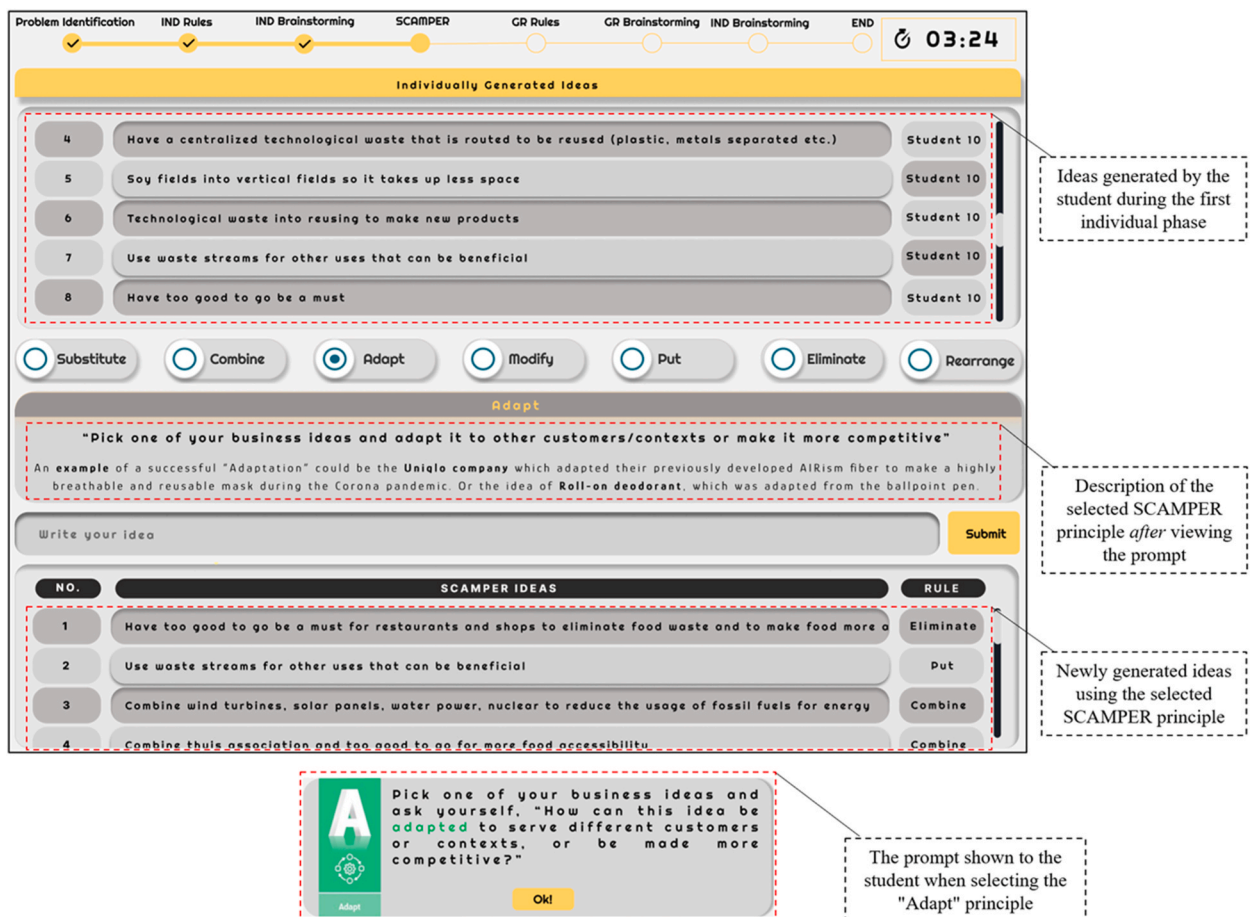 Problem Identification IND Rules IND Brainstorming SCAMPER GR Rules GR Brainstorming IND Brainstorming END
03:24
Individually Generated Ideas
4 Have a centralized technological waste that is routed to be reused (plastic, metals separated etc.) Student 10
5 Soy fields into vertical fields so it takes up less space Student 10
6 Technological waste into reusing to make new products Student 10
7 Use waste streams for other uses that can be beneficial Student 10
8 Have too good to go be a must Student 10
Ideas generated by the
student during the first
individual phase
Substitute Combine Adapt Modify Put Eliminate Rearrange
Adapt
"Pick one of your business ideas and adapt it to other customers/contexts or make it more competitive"
An example of a successful "Adaptation" could be the Uniqlo company which adapted their previously developed AIRism fiber to make a highly
breathable and reusable mask during the Corona pandemic. Or the idea of Roll-on deodorant, which was adapted from the ballpoint pen.
Description of the
selected SCAMPER
principle after viewing
the prompt
Write your idea Submit
NO. SCAMPER IDEAS RULE
1 Have too good to go be a must for restaurants and shops to eliminate food waste and to make food more a Eliminate
2 Use waste streams for other uses that can be beneficial Put
3 Combine wind turbines, solar panels, water power, nuclear to reduce the usage of fossil fuels for energy Combine
4 Combine thuis association and too good to go for more food accessibility Combine
Newly generated ideas
using the selected
SCAMPER principle
A
Adapt
Pick one of your business ideas and
ask yourself, "How can this idea be
adapted to serve different customers
or contexts, or be made more
competitive?"
Ok!
The prompt shown to the
student when selecting the
"Adapt" principle